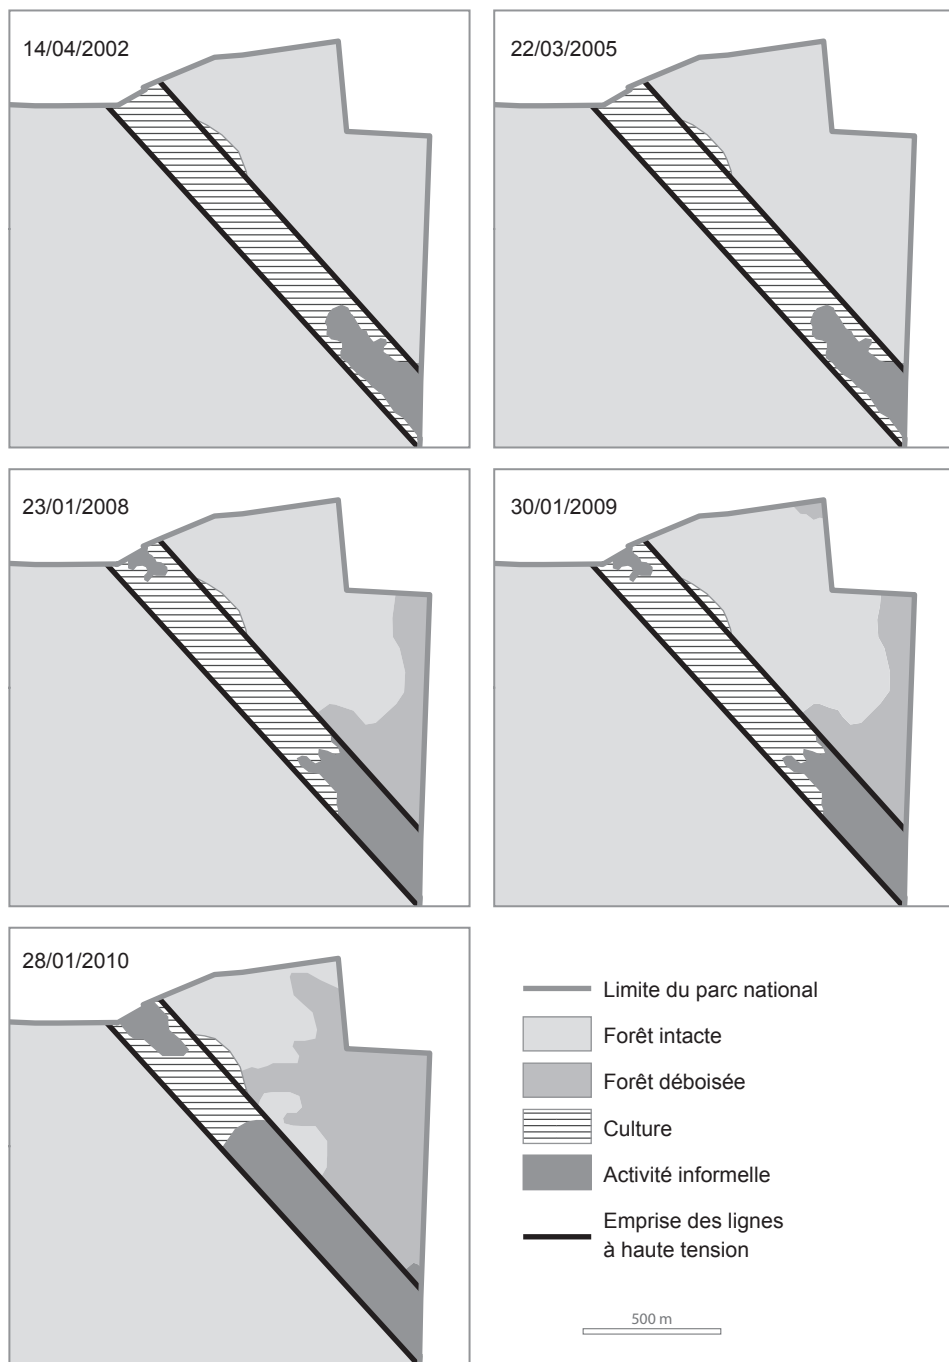 14/04/2002
22/03/2005
23/01/2008
30/01/2009
28/01/2010
Limite du parc national
Forêt intacte
Forêt déboisée
Culture
Activité informelle
Emprise des lignes
à haute tension
500 m